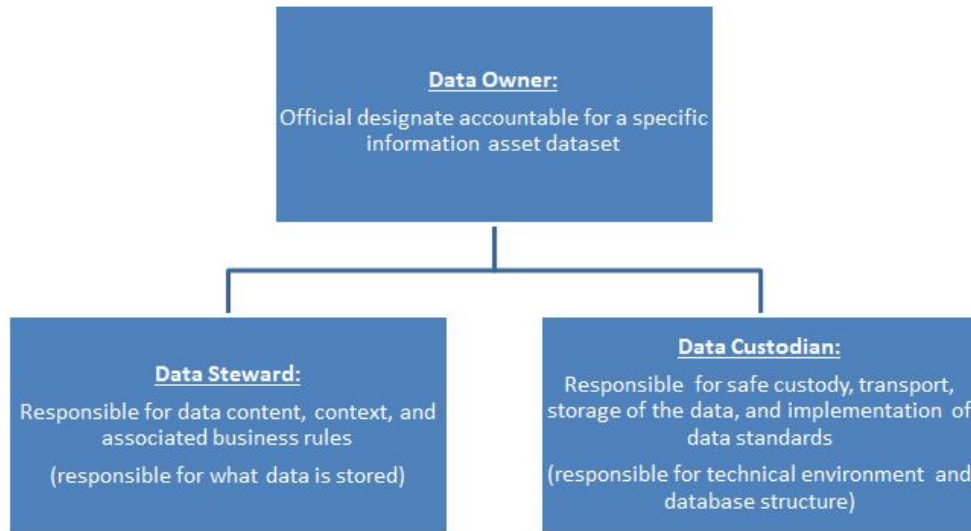 Data Owner:
Official designate accountable for a specific
information asset dataset
Data Steward:
Responsible for data content, context, and
associated business rules
(responsible for what data is stored)
Data Custodian:
Responsible for safe custody, transport,
storage of the data, and implementation of
data standards
(responsible for technical environment and
database structure)